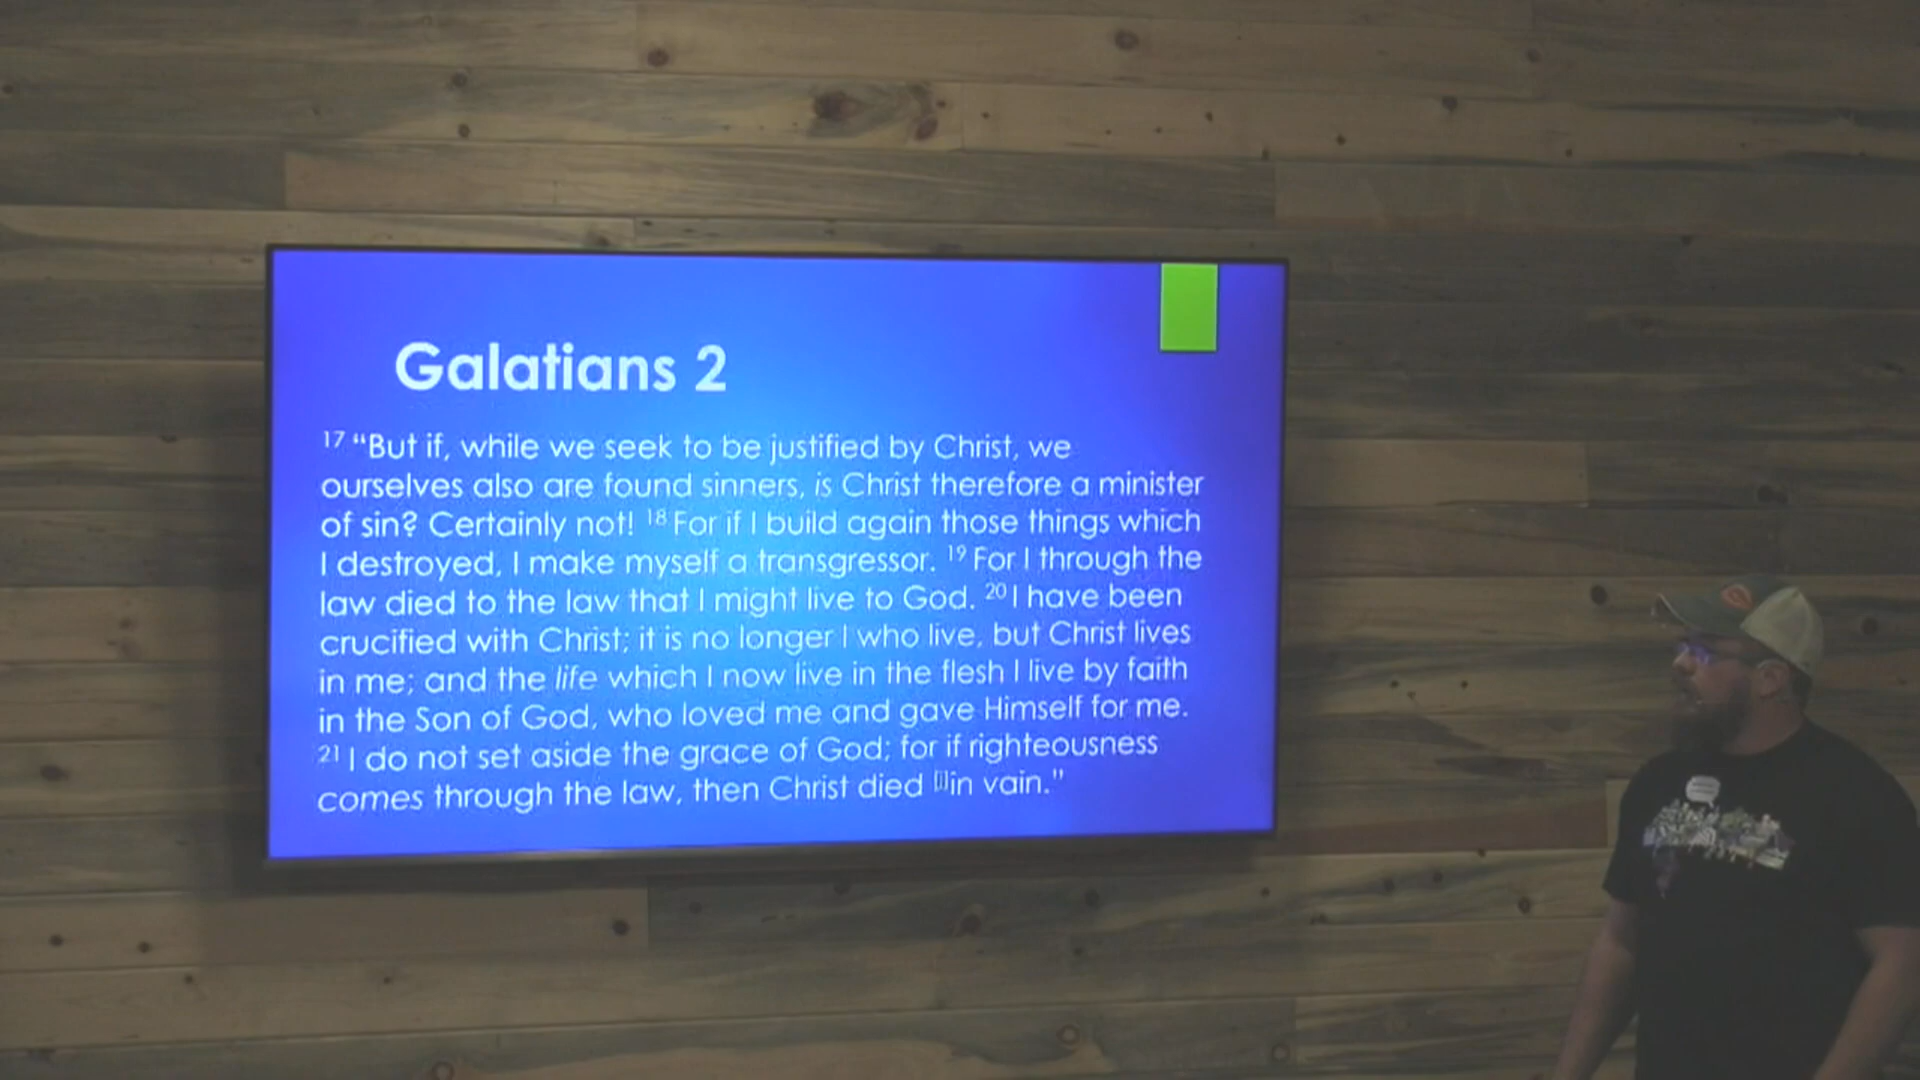 Galatians 2
17 “But if, while we seek to be justified by Christ, we
ourselves also are found sinners, is Christ therefore a minister
of sin? Certainly not! 18 For if I build again those things which
I destroyed, I make myself a transgressor. 19 For I through the
law died to the law that I might live to God. 20 I have been
crucified with Christ; it is no longer I who live, but Christ lives
in me; and the life which I now live in the flesh I live by faith
in the Son of God, who loved me and gave Himself for me.
21 I do not set aside the grace of God; for if righteousness
comes through the law, then Christ died in vain."